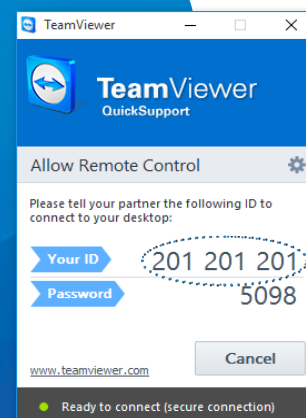 TeamViewer
TeamViewer
QuickSupport
Allow Remote Control
Please tell your partner the following ID to
connect to your desktop:
Your ID 201 201 201
Password 5098
Cancel
www.teamviewer.com
Ready to connect (secure connection)